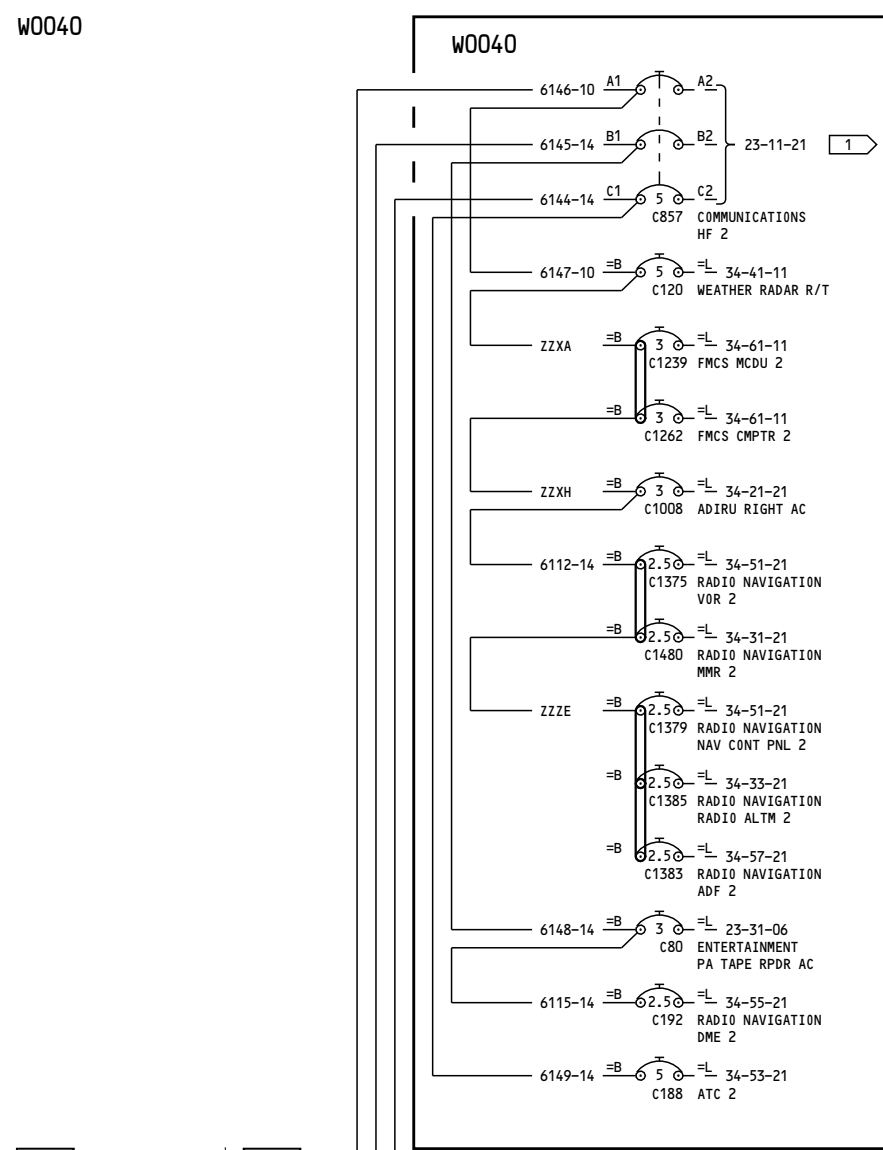 W0040
W0040
6146-10 A1 A2
6145-14 B1 B2 23-11-21 1
6144-14 C1 5 C2
C857 COMMUNICATIONS
HF 2
6147-10 =B 5 =L 34-41-11
C120 WEATHER RADAR R/T
ZZXA =B 3 =L 34-61-11
C1239 FMCS MCDU 2
=B 3 =L 34-61-11
C1262 FMCS CMPTR 2
ZZXH =B 3 =L 34-21-21
C1008 ADIRU RIGHT AC
6112-14 =B 2.5 =L 34-51-21
C1375 RADIO NAVIGATION
VOR 2
=B 2.5 =L 34-31-21
C1480 RADIO NAVIGATION
MMR 2
ZZZE =B 2.5 =L 34-51-21
C1379 RADIO NAVIGATION
NAV CONT PNL 2
=B 2.5 =L 34-33-21
C1385 RADIO NAVIGATION
RADIO ALTM 2
=B 2.5 =L 34-57-21
C1383 RADIO NAVIGATION
ADF 2
6148-14 =B 3 =L 23-31-06
C80 ENTERTAINMENT
PA TAPE RPDR AC
6115-14 =B 2.5 =L 34-55-21
C192 RADIO NAVIGATION
DME 2
6149-14 =B 5 =L 34-53-21
C188 ATC 2